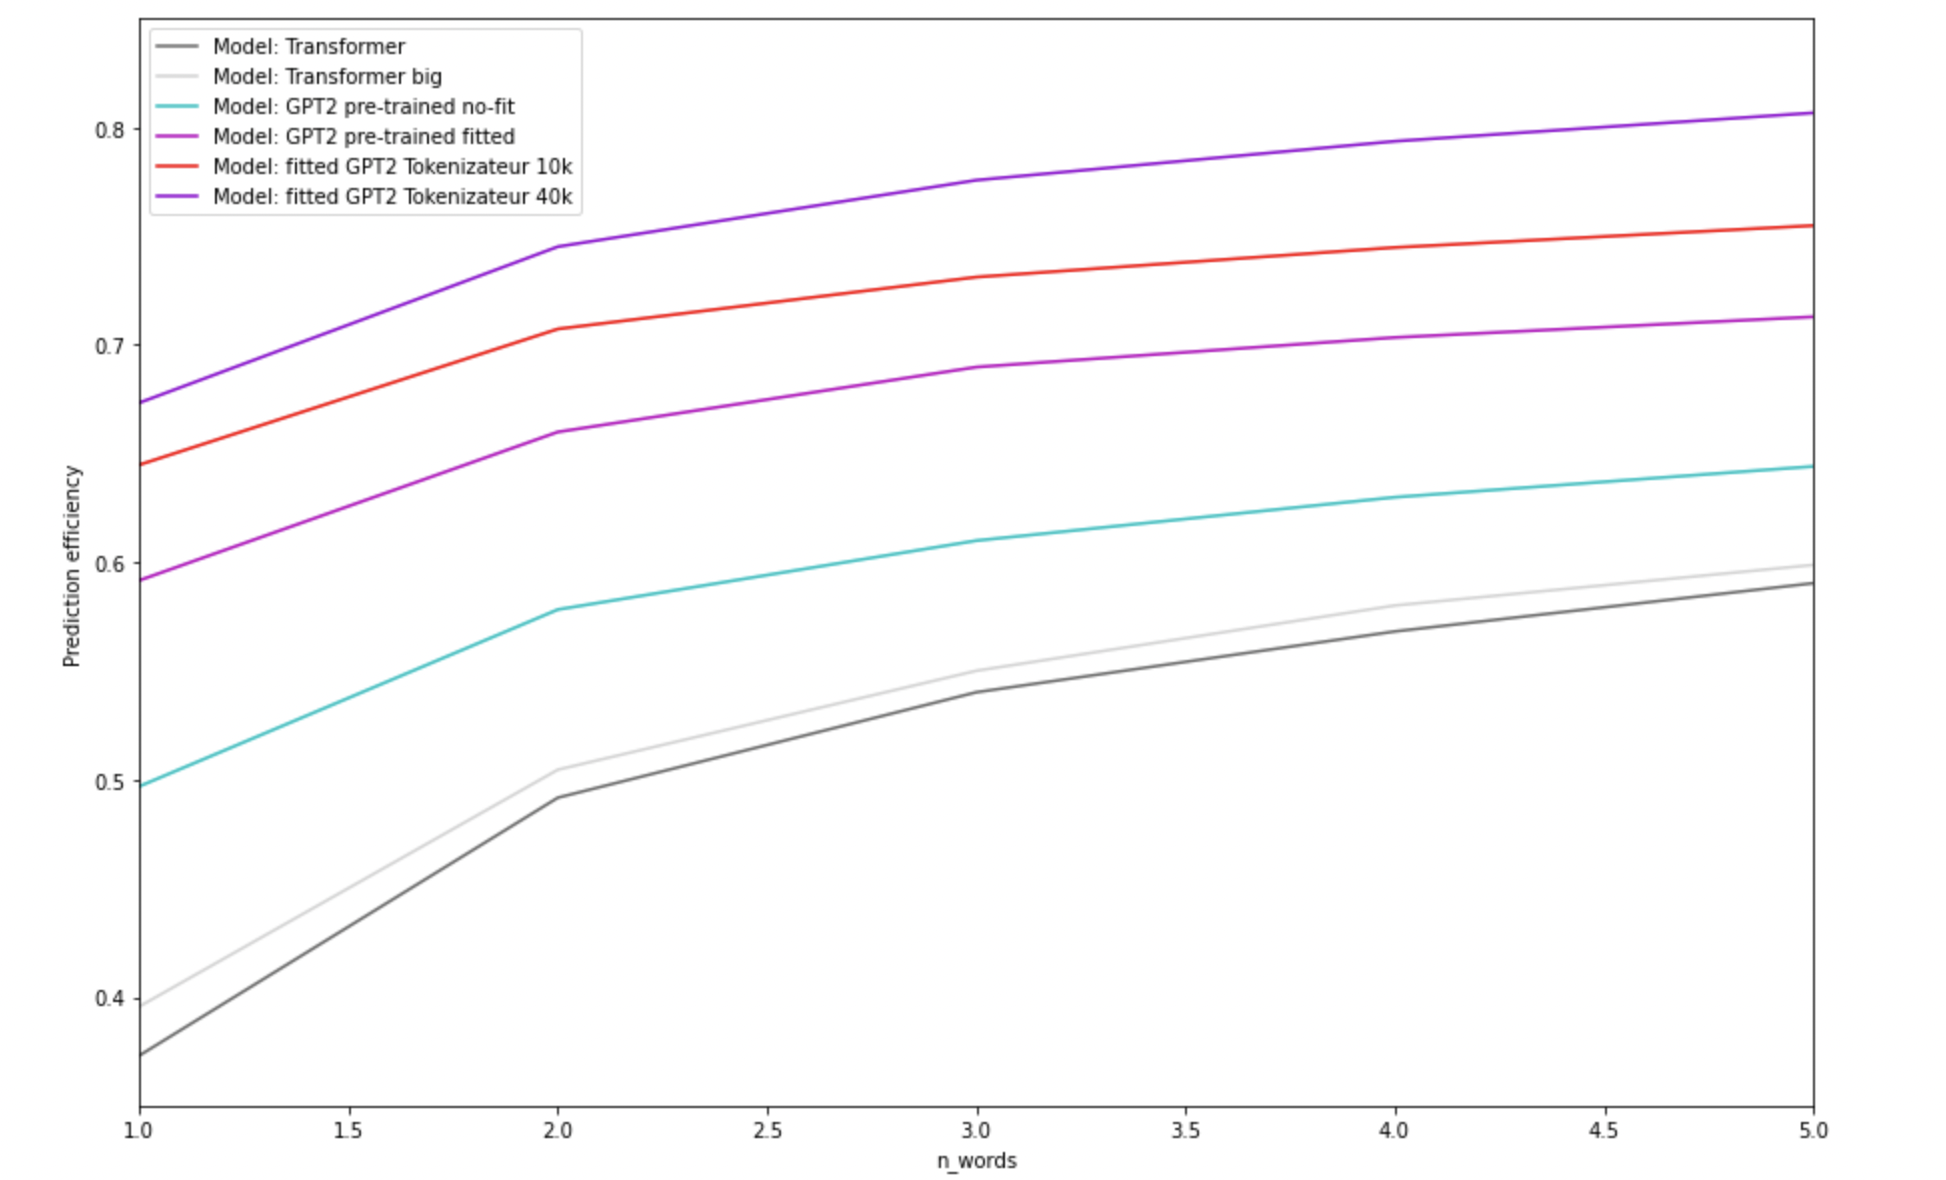 Model: Transformer
Model: Transformer big
Model: GPT2 pre-trained no-fit
Model: GPT2 pre-trained fitted
Model: fitted GPT2 Tokenizateur 10k
Model: fitted GPT2 Tokenizateur 40k
0.8
0.7
0.6
0.5
0.4
Prediction efficiency
1.0 1.5 2.0 2.5 3.0 3.5 4.0 4.5 5.0
n_words